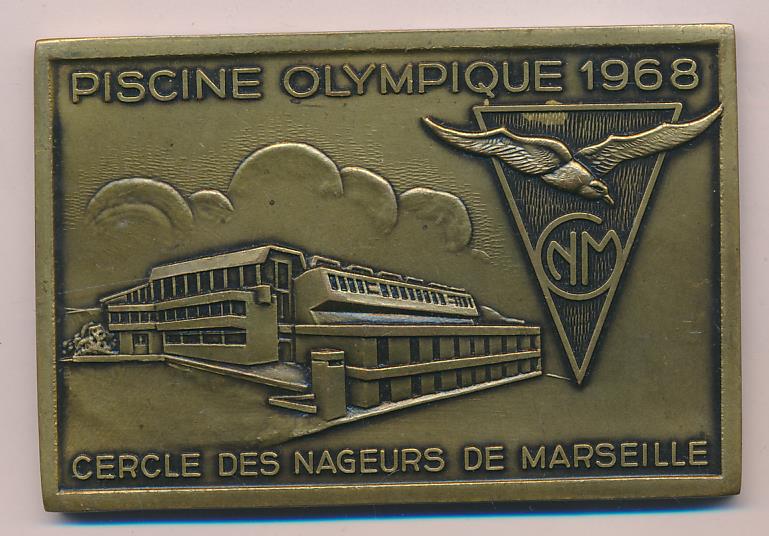 PISCINE OLYMPIQUE 1968
CNM
CERCLE DES NAGEURS DE MARSEILLE